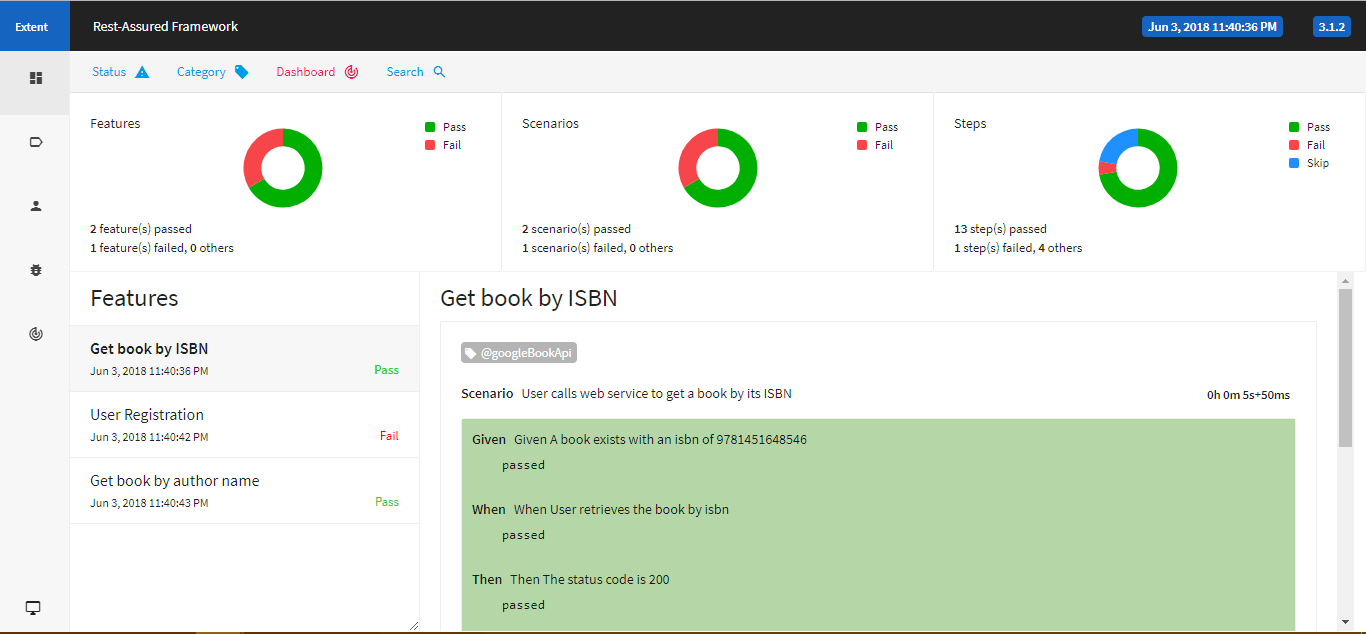 Extent
Rest-Assured Framework
Jun 3, 2018 11:40:36 PM
3.1.2
Status
Category
Dashboard
Search
Features
Pass
Fail
2 feature(s) passed
1 feature(s) failed, 0 others
Scenarios
Pass
Fail
2 scenario(s) passed
1 scenario(s) failed, 0 others
Steps
Pass
Fail
Skip
13 step(s) passed
1 step(s) failed, 4 others
Features
Get book by ISBN
Jun 3, 2018 11:40:36 PM
Pass
User Registration
Jun 3, 2018 11:40:42 PM
Fail
Get book by author name
Jun 3, 2018 11:40:43 PM
Pass
Get book by ISBN
@googleBookApi
Scenario User calls web service to get a book by its ISBN
0h 0m 5s+50ms
Given Given A book exists with an isbn of 9781451648546
passed
When When User retrieves the book by isbn
passed
Then Then The status code is 200
passed